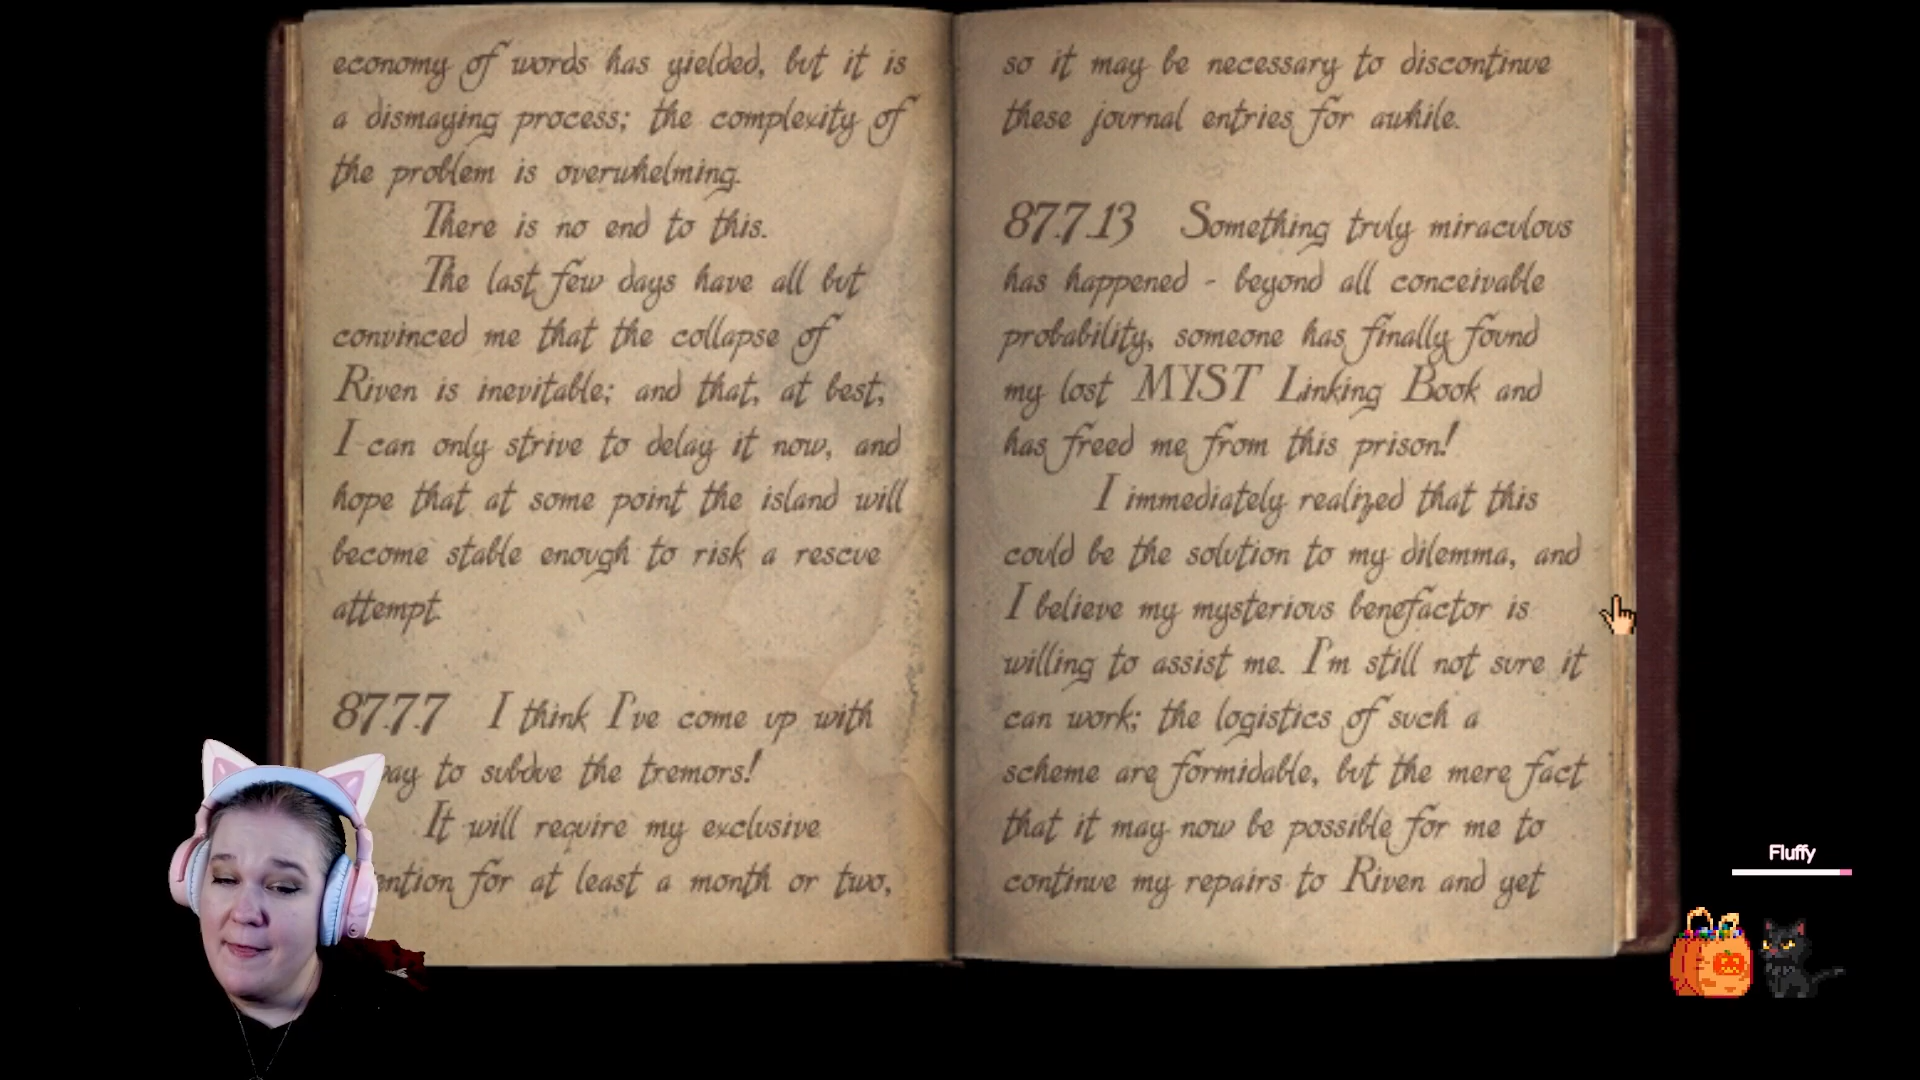 economy of words has yielded, but it is
a dismaying process; the complexity of
the problem is overwhelming.
There is no end to this.
The last few days have all but
convinced me that the collapse of
Riven is inevitable; and that, at best,
I can only strive to delay it now, and
hope that at some point the island will
become stable enough to risk a rescue
attempt.
87.7.7 I think I've come up with
to subdue the tremors!
It will require my exclusive
for at least a month or two,
so it may be necessary to discontinue
these journal entries for awhile.
87.7.13 Something truly miraculous
has happened - beyond all conceivable
probability, someone has finally found
my lost MYST Linking Book and
has freed me from this prison!
I immediately realized that this
could be the solution to my dilemma, and
I believe my mysterious benefactor is
willing to assist me. I'm still not sure it
can work; the logistics of such a
scheme are formidable, but the mere fact
that it may now be possible for me to
continue my repairs to Riven and yet
Fluffy